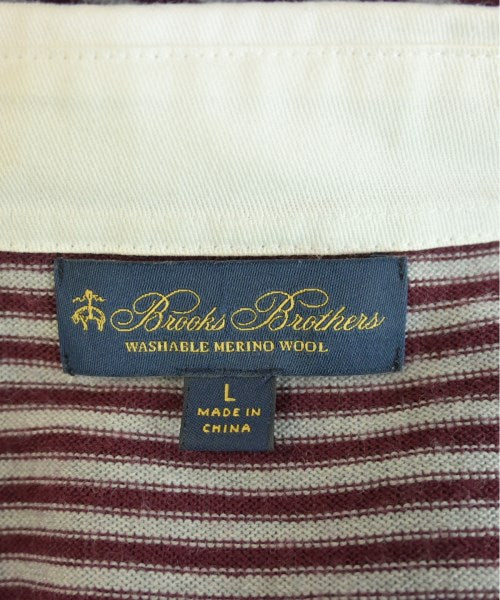 Brooks Brothers
WASHABLE MERINO WOOL
L
MADE IN
CHINA